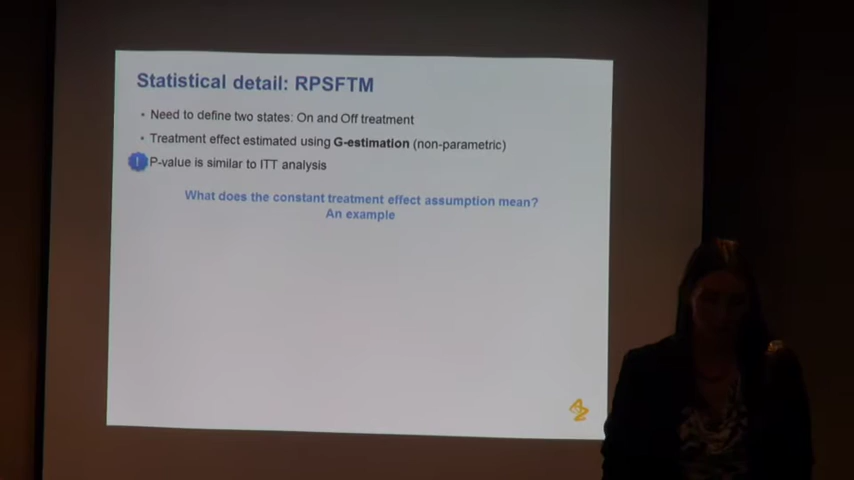 Statistical detail: RPSFTM
• Need to define two states: On and Off treatment
• Treatment effect estimated using G-estimation (non-parametric)
! P-value is similar to ITT analysis
What does the constant treatment effect assumption mean?
An example